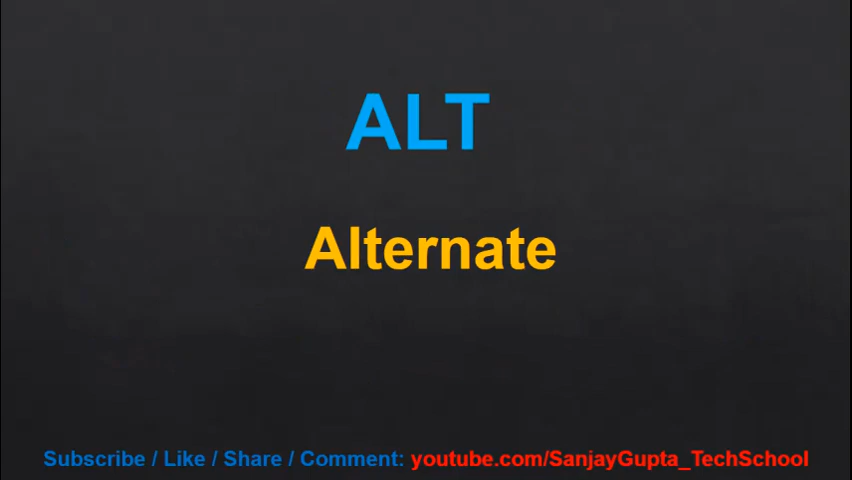 ALT
Alternate
Subscribe / Like / Share / Comment: youtube.com/SanjayGupta_TechSchool